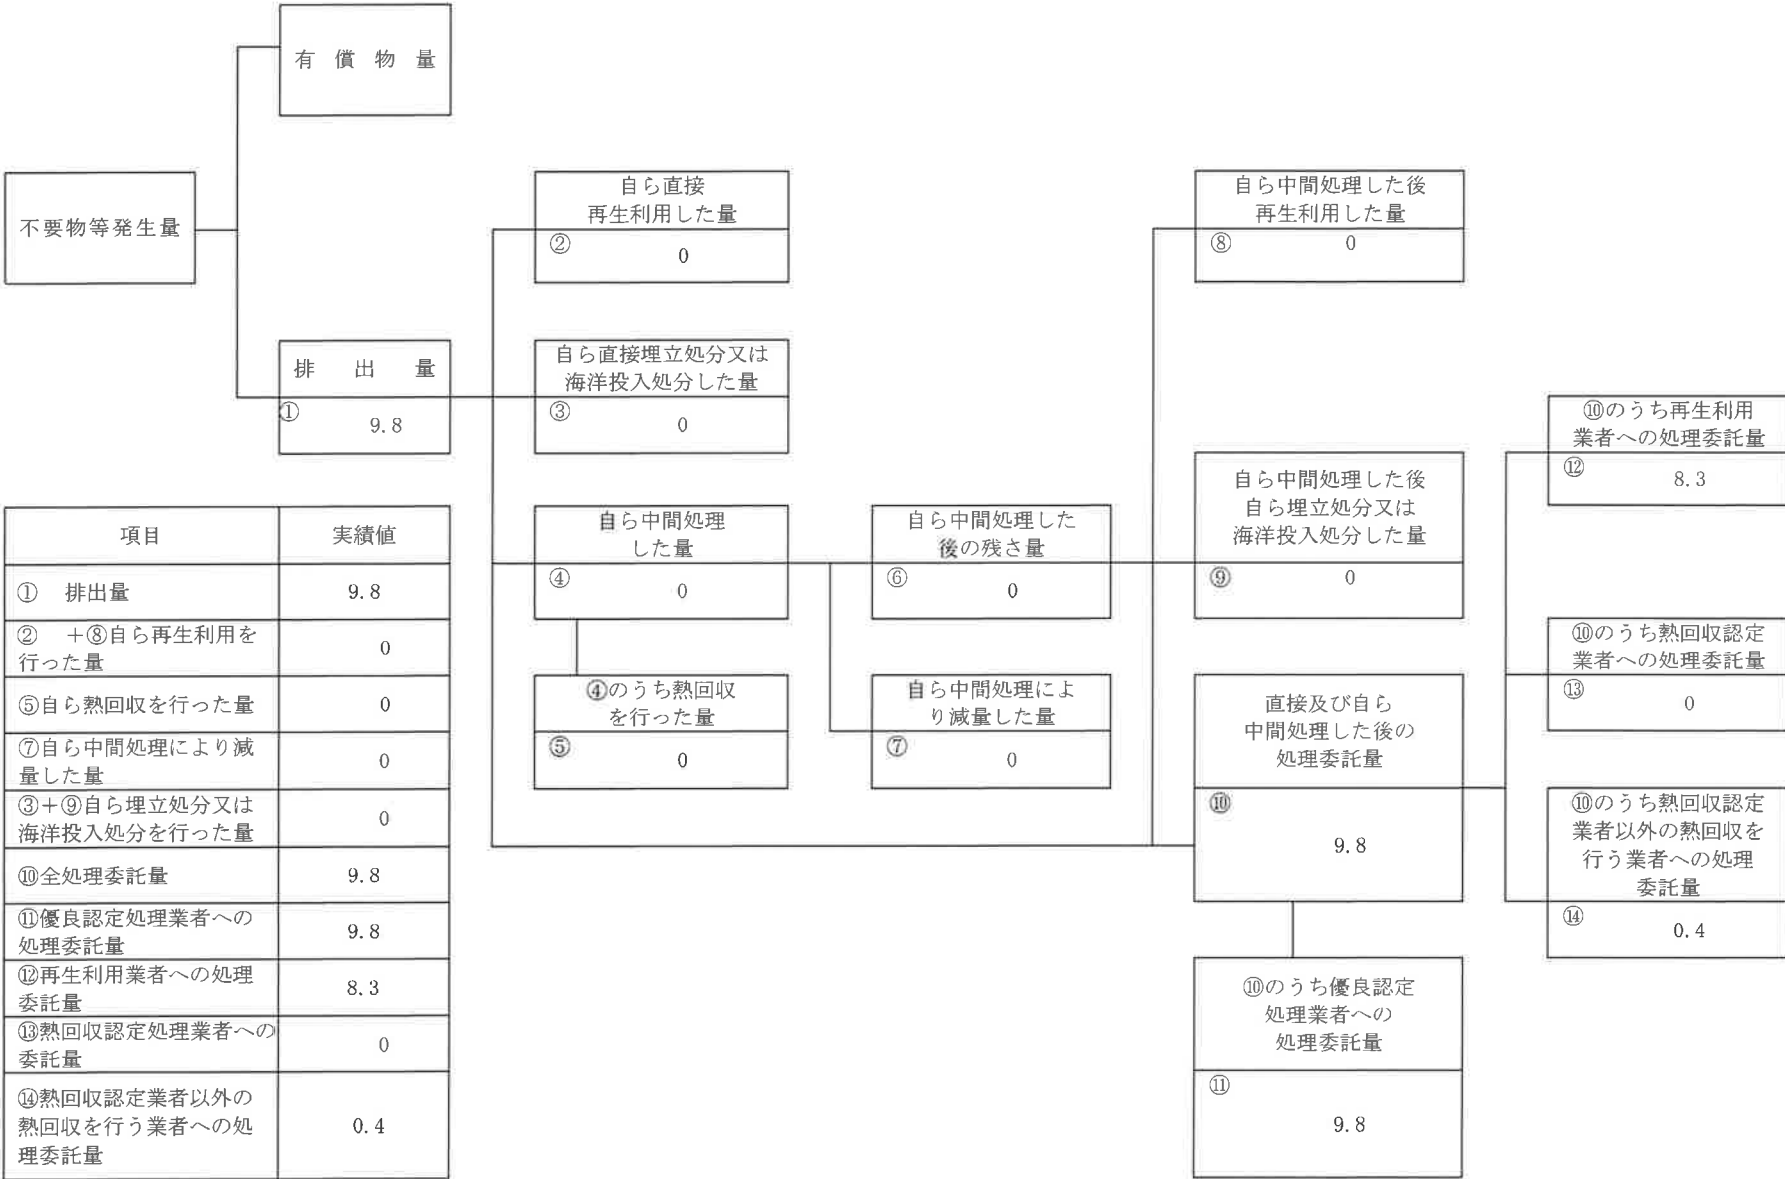 有償物量
不要物等発生量
排出量
①
9.8
自ら直接
再生利用した量
②
0
自ら直接埋立処分又は
海洋投入処分した量
③
0
自ら中間処理
した量
④
0
④のうち熱回収
を行った量
⑤
0
自ら中間処理した
後の残さ量
⑥
0
自ら中間処理によ
り減量した量
⑦
0
自ら中間処理した後
再生利用した量
⑧
0
自ら中間処理した後
自ら埋立処分又は
海洋投入処分した量
⑨
0
直接及び自ら
中間処理した後の
処理委託量
⑩
9.8
⑩のうち優良認定
処理業者への
処理委託量
⑪
9.8
⑩のうち再生利用
業者への処理委託量
⑫
8.3
⑩のうち熱回収認定
業者への処理委託量
⑬
0
⑩のうち熱回収認定
業者以外の熱回収を
行う業者への処理
委託量
⑭
0.4
項目 実績値
① 排出量 9.8
② +⑧自ら再生利用を
行った量 0
⑤自ら熱回収を行った量 0
⑦自ら中間処理により減
量した量 0
③+⑨自ら埋立処分又は
海洋投入処分を行った量 0
⑩全処理委託量 9.8
⑪優良認定処理業者への
処理委託量 9.8
⑫再生利用業者への処理
委託量 8.3
⑬熱回収認定処理業者への
委託量 0
⑭熱回収認定業者以外の
熱回収を行う業者への処
理委託量 0.4